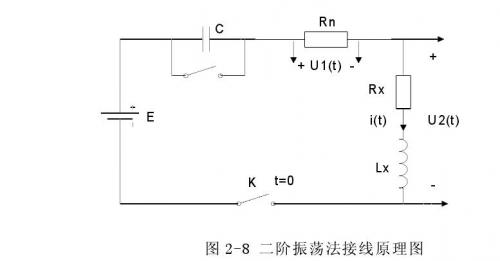 C
Rn
+ U1(t) -
+
Rx
E
i(t)
U2(t)
Lx
K
t=0
-
图 2-8 二阶振荡法接线原理图